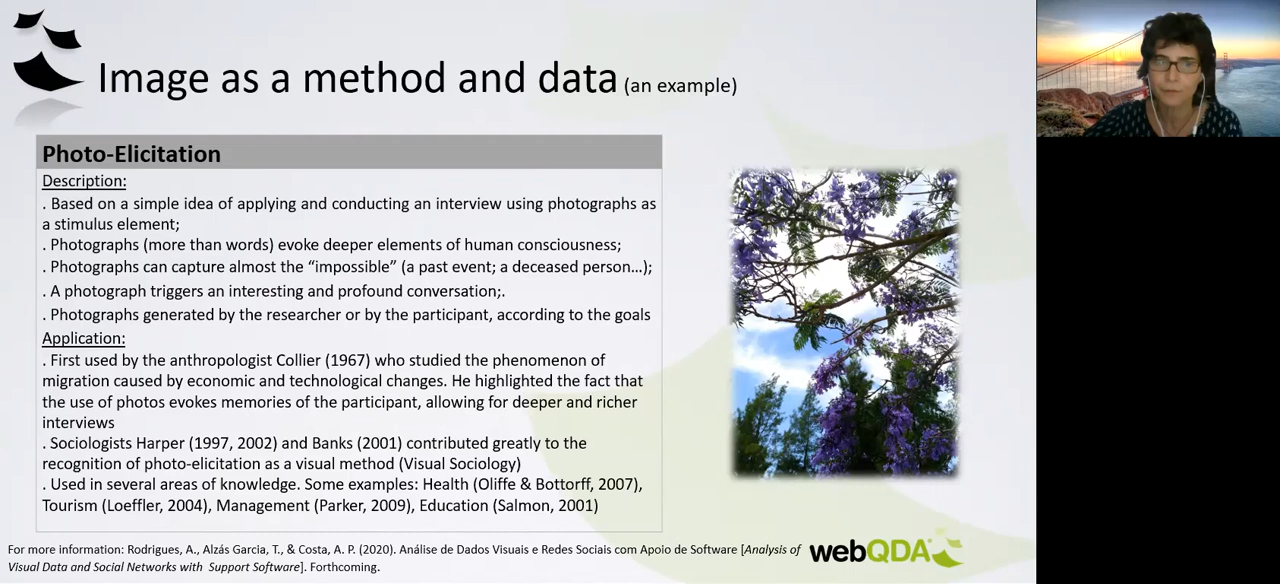 Image as a method and data (an example)
Photo-Elicitation
Description:
. Based on a simple idea of applying and conducting an interview using photographs as
a stimulus element;
. Photographs (more than words) evoke deeper elements of human consciousness;
. Photographs can capture almost the “impossible” (a past event; a deceased person…);
. A photograph triggers an interesting and profound conversation;.
. Photographs generated by the researcher or by the participant, according to the goals
Application:
. First used by the anthropologist Collier (1967) who studied the phenomenon of
migration caused by economic and technological changes. He highlighted the fact that
the use of photos evokes memories of the participant, allowing for deeper and richer
interviews
. Sociologists Harper (1997, 2002) and Banks (2001) contributed greatly to the
recognition of photo-elicitation as a visual method (Visual Sociology)
. Used in several areas of knowledge. Some examples: Health (Oliffe & Bottorff, 2007),
Tourism (Loeffler, 2004), Management (Parker, 2009), Education (Salmon, 2001)
For more information: Rodrigues, A., Alzás Garcia, T., & Costa, A. P. (2020). Análise de Dados Visuais e Redes Sociais com Apoio de Software [Analysis of
Visual Data and Social Networks with Support Software]. Forthcoming.
webQDA